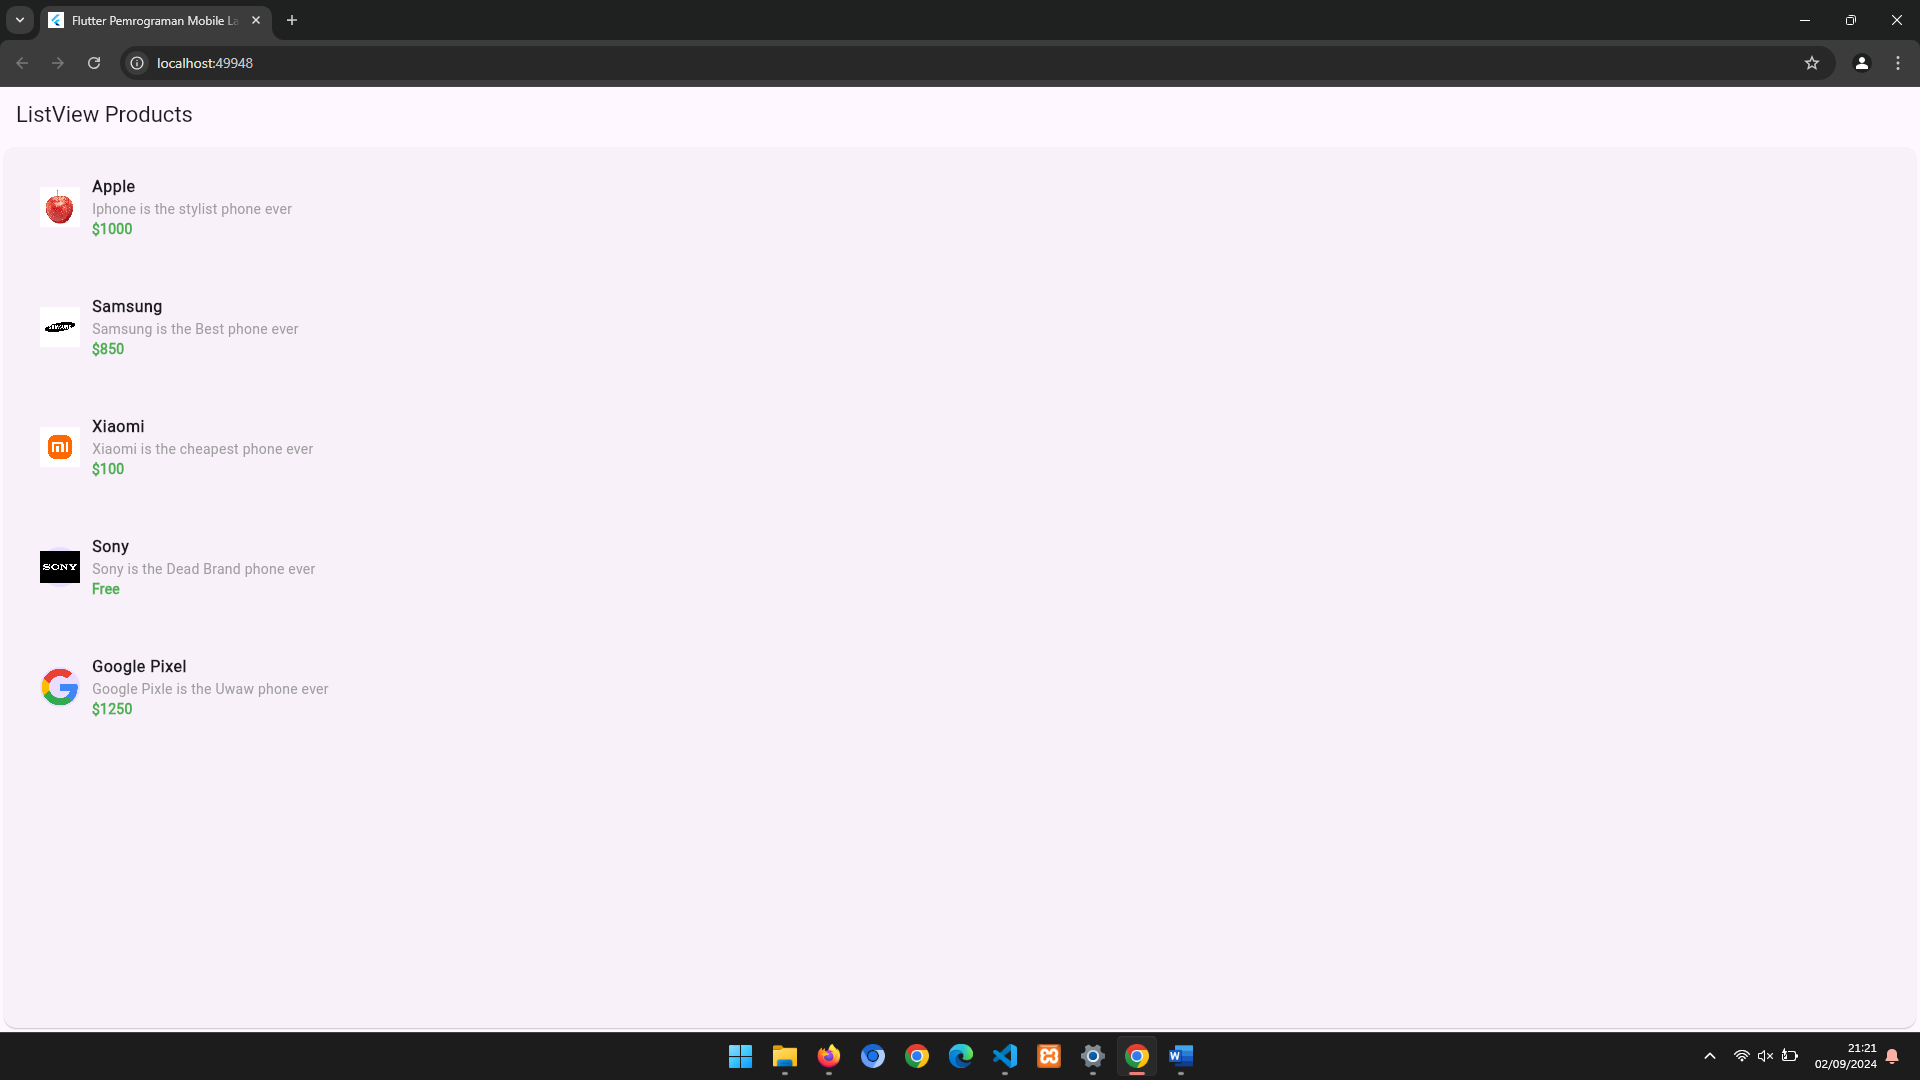 Flutter Pemrograman Mobile La
localhost:49948
ListView Products
Apple
Iphone is the stylist phone ever
$1000
SAMSUNG
Samsung
Samsung is the Best phone ever
$850
mi
Xiaomi
Xiaomi is the cheapest phone ever
$100
SONY
Sony
Sony is the Dead Brand phone ever
Free
G
Google Pixel
Google Pixle is the Uwaw phone ever
$1250
W
21:21
02/09/2024